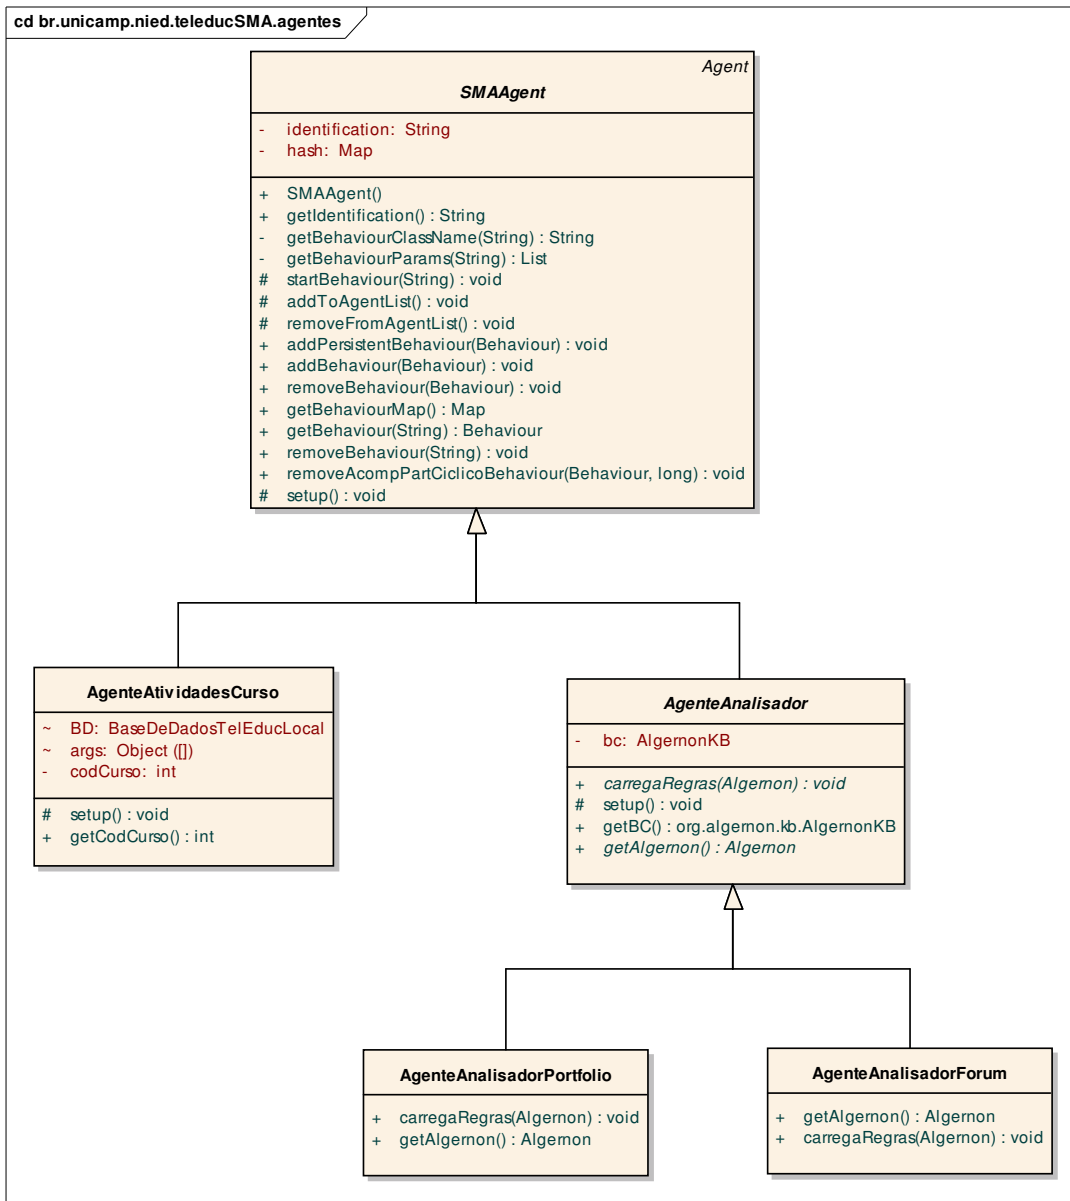 cd br.unicamp.nied.teleducSMA.agentes
Agent
SMAAgent
- identification: String
- hash: Map
+ SMAAgent()
+ getIdentification() : String
- getBehaviourClassName(String) : String
- getBehaviourParams(String) : List
# startBehaviour(String) : void
# addToAgentList() : void
# removeFromAgentList() : void
+ addPersistentBehaviour(Behaviour) : void
+ addBehaviour(Behaviour) : void
+ removeBehaviour(Behaviour) : void
+ getBehaviourMap() : Map
+ getBehaviour(String) : Behaviour
+ removeBehaviour(String) : void
+ removeAcompPartCiclicoBehaviour(Behaviour, long) : void
# setup() : void
AgenteAtividadesCurso
~ BD: BaseDeDadosTelEducLocal
~ args: Object ([])
- codCurso: int
# setup() : void
+ getCodCurso() : int
AgenteAnalisador
- bc: AlgernonKB
+ carregaRegras(Algernon) : void
# setup() : void
+ getBC() : org.algernon.kb.AlgernonKB
+ getAlgernon() : Algernon
AgenteAnalisadorPortfolio
+ carregaRegras(Algernon) : void
+ getAlgernon() : Algernon
AgenteAnalisadorForum
+ getAlgernon() : Algernon
+ carregaRegras(Algernon) : void